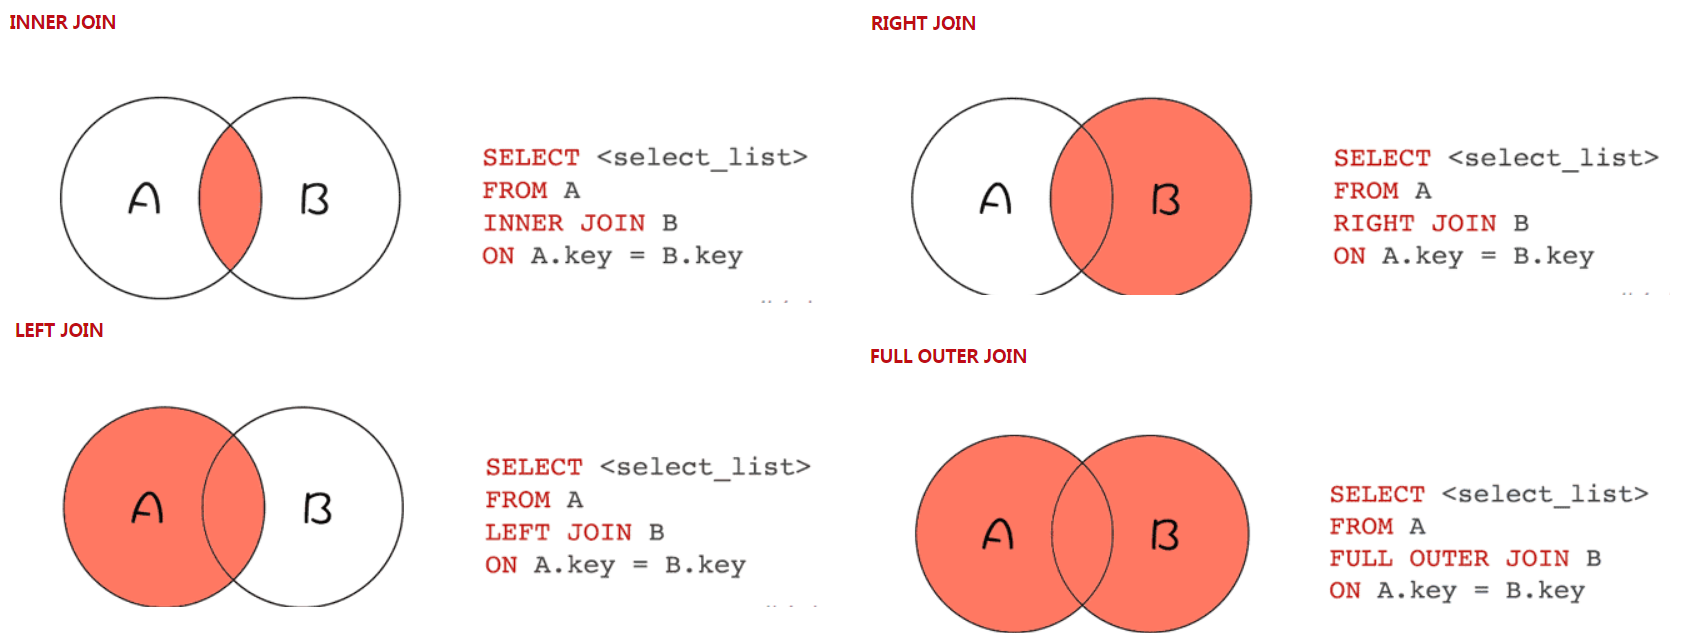 INNER JOIN
A
B
SELECT <select_list>
FROM A
INNER JOIN B
ON A.key = B.key
RIGHT JOIN
A
B
SELECT <select_list>
FROM A
RIGHT JOIN B
ON A.key = B.key
LEFT JOIN
A
B
SELECT <select_list>
FROM A
LEFT JOIN B
ON A.key = B.key
FULL OUTER JOIN
A
B
SELECT <select_list>
FROM A
FULL OUTER JOIN B
ON A.key = B.key